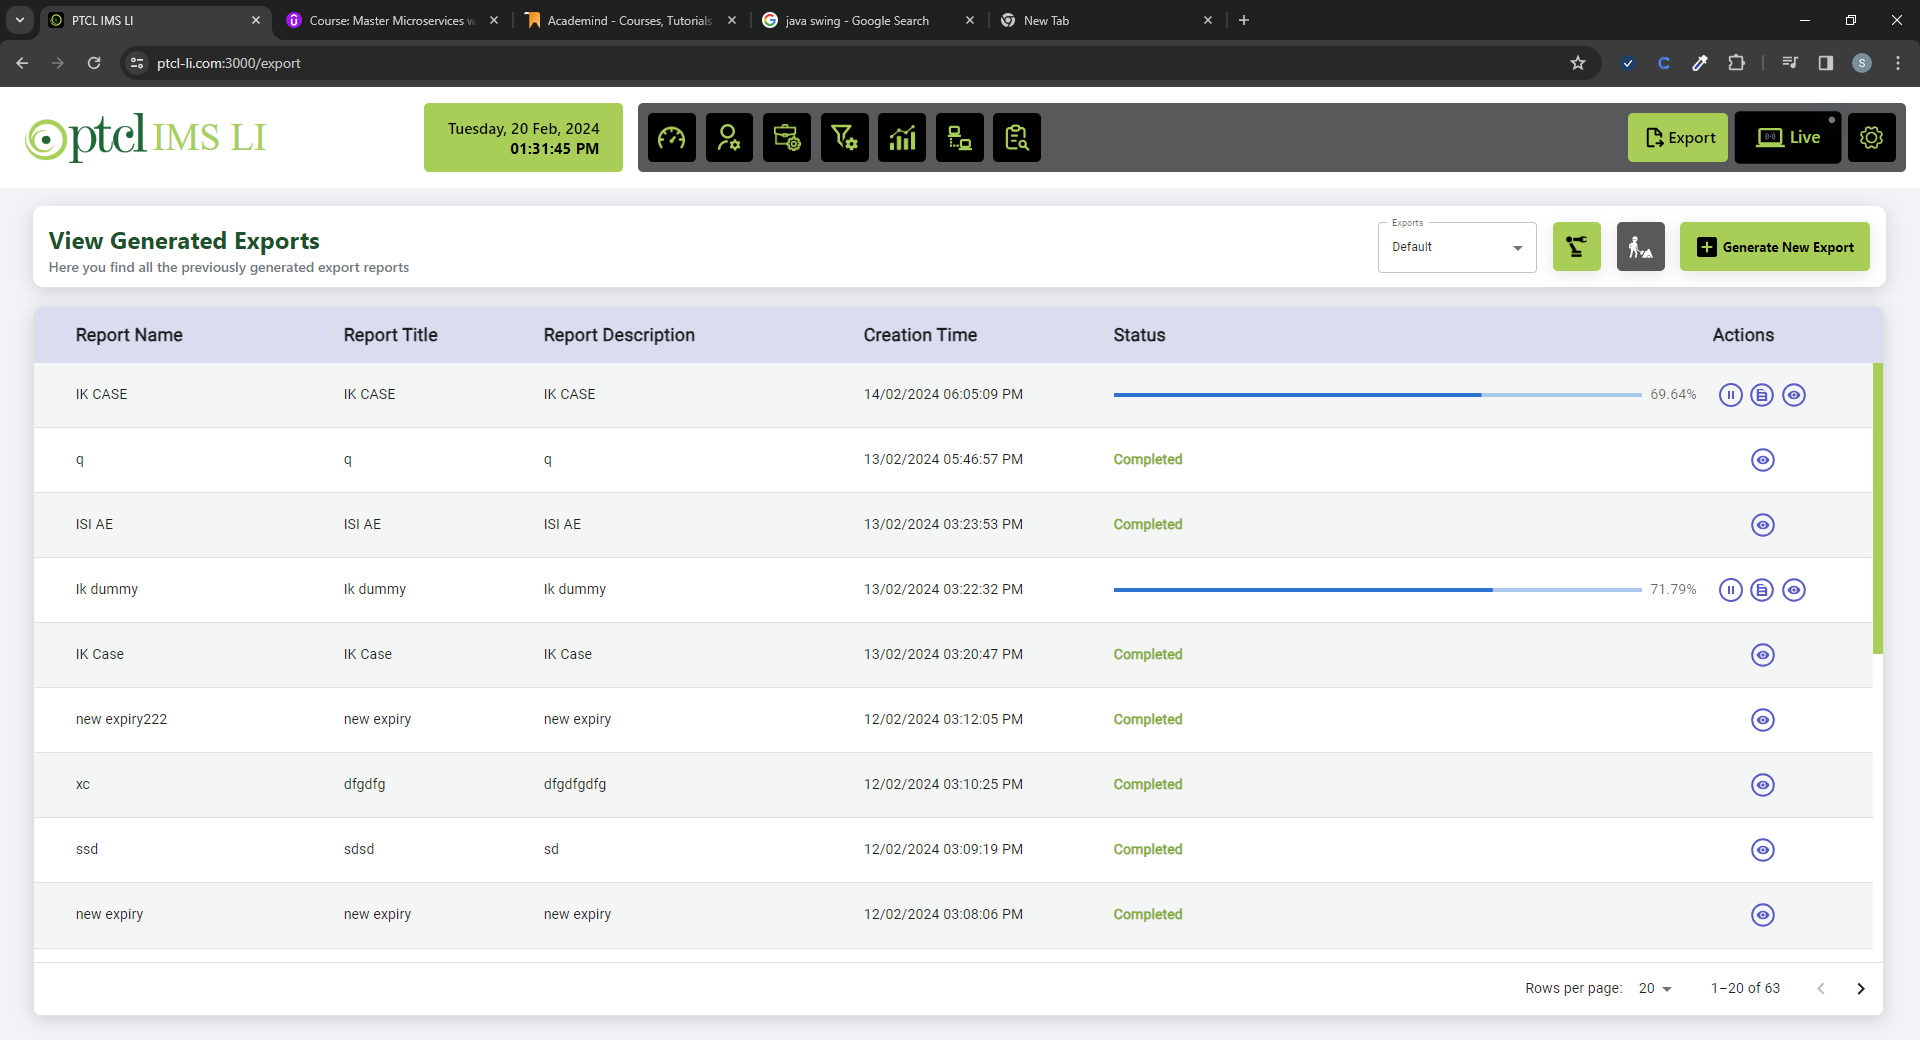 PTCL IMS LI
Course: Master Microservices w
Academind - Courses, Tutorials
java swing - Google Search
New Tab
ptcl-li.com:3000/export
C
S
ptcl IMS LI
Tuesday, 20 Feb, 2024
01:31:45 PM
Export
Live
View Generated Exports
Here you find all the previously generated export reports
Exports
Default
Generate New Export
Report Name Report Title Report Description Creation Time Status Actions
IK CASE IK CASE IK CASE 14/02/2024 06:05:09 PM 69.64%
q q q 13/02/2024 05:46:57 PM Completed
ISI AE ISI AE ISI AE 13/02/2024 03:23:53 PM Completed
Ik dummy Ik dummy Ik dummy 13/02/2024 03:22:32 PM 71.79%
IK Case IK Case IK Case 13/02/2024 03:20:47 PM Completed
new expiry222 new expiry new expiry 12/02/2024 03:12:05 PM Completed
xc dfgdfg dfgdfgdfg 12/02/2024 03:10:25 PM Completed
ssd sdsd sd 12/02/2024 03:09:19 PM Completed
new expiry new expiry new expiry 12/02/2024 03:08:06 PM Completed
Rows per page: 20 1–20 of 63